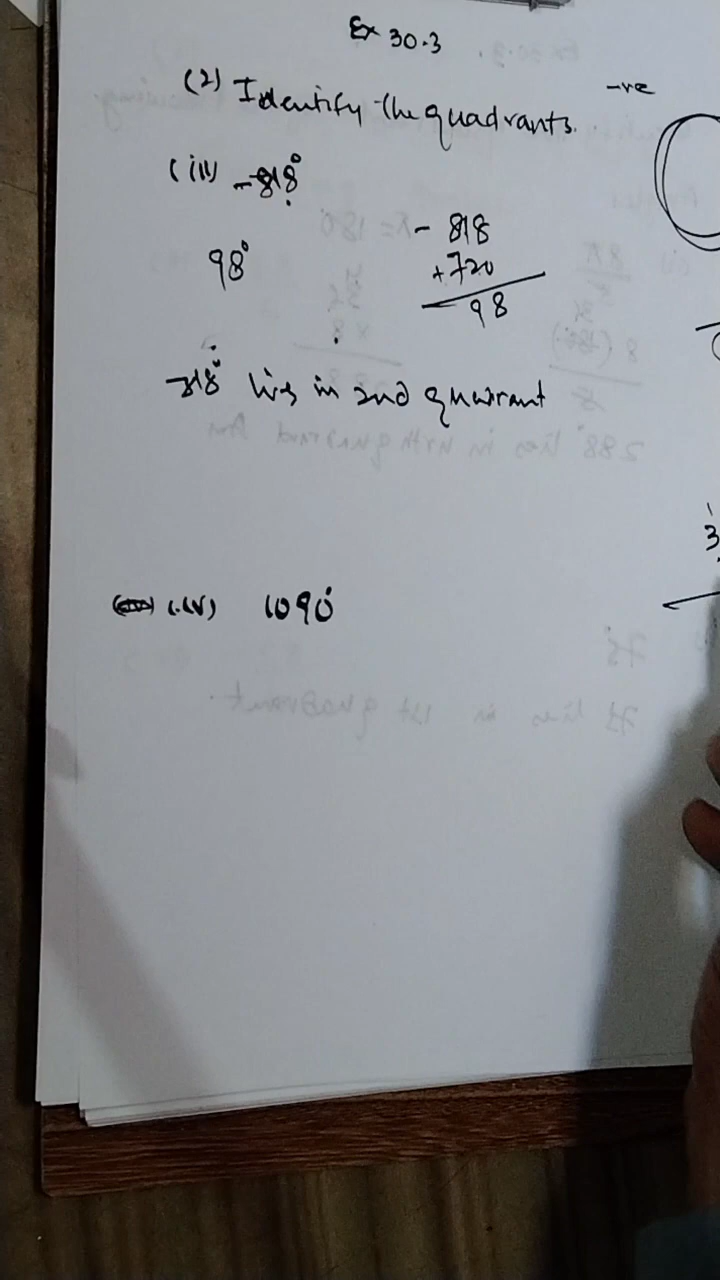 Ex 30.3
(2) Identify the quadrants. -ve
(iii) -818°
- 818
+720
98° 98
-818° lies in 2nd quadrant
(iv) 1090°
3